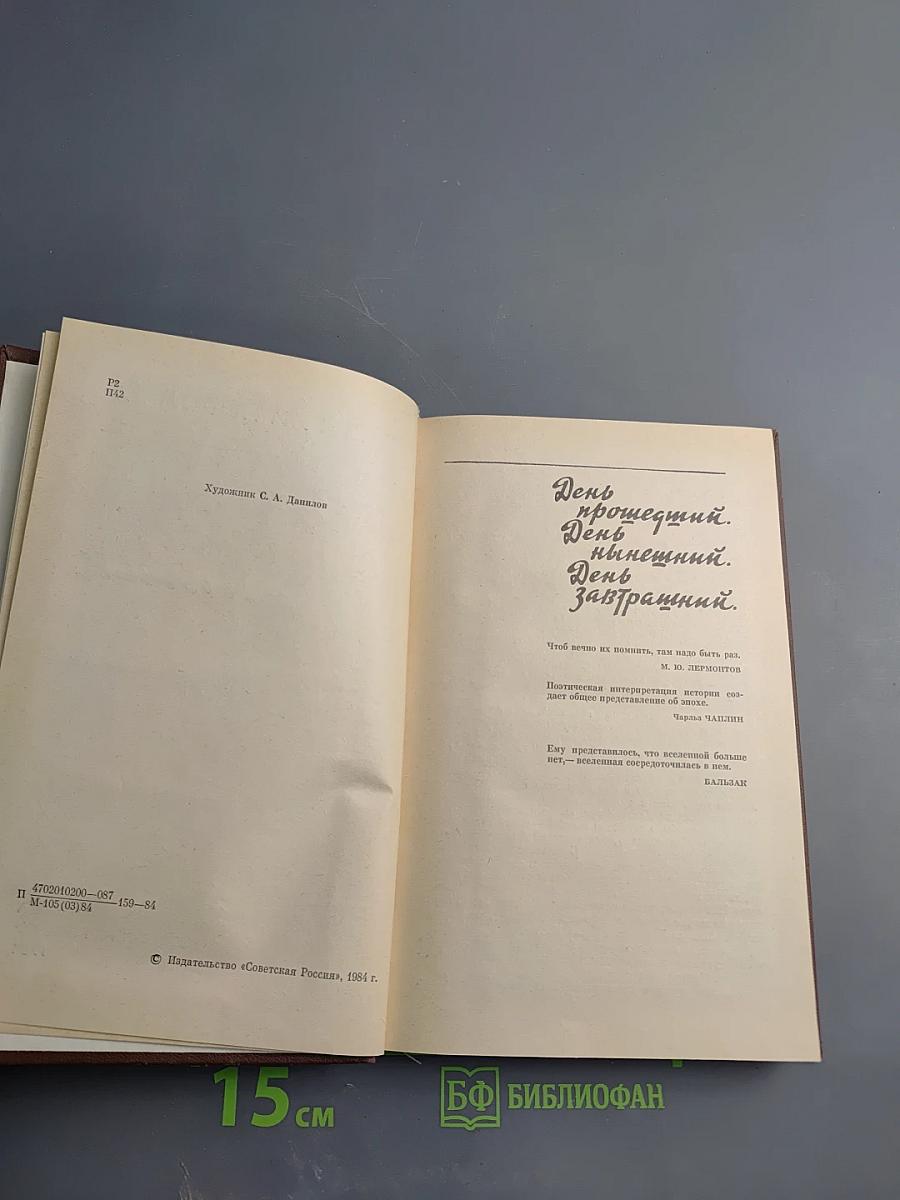 Р2
П42
Художник С. А. Данилов
П 4702010200—087
М-105(03)84
159—84
© Издательство «Советская Россия», 1984 г.
День
прошедший.
День
нынешний.
День
завтрашний.
Чтоб вечно их помнить, там надо быть раз.
М. Ю. ЛЕРМОНТОВ
Поэтическая интерпретация истории соз-
дает общее представление об эпохе.
Чарльз ЧАПЛИН
Ему представилось, что вселенной больше
нет,— вселенная сосредоточилась в нем.
БАЛЬЗАК
15 см
БФ БИБЛИОФАН